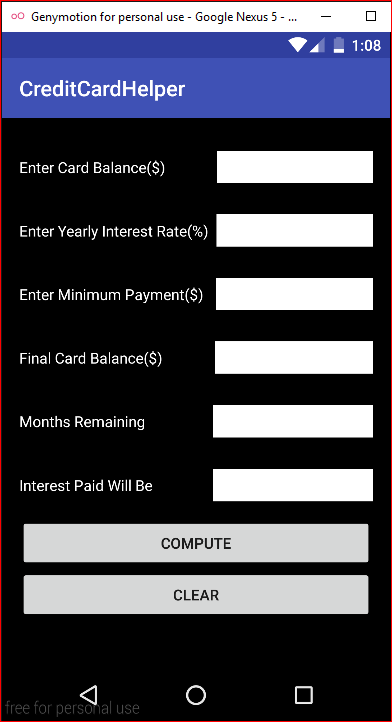 Genymotion for personal use - Google Nexus 5 - ...
1:08
CreditCardHelper
Enter Card Balance($)
Enter Yearly Interest Rate(%)
Enter Minimum Payment($)
Final Card Balance($)
Months Remaining
Interest Paid Will Be
COMPUTE
CLEAR
free for personal use